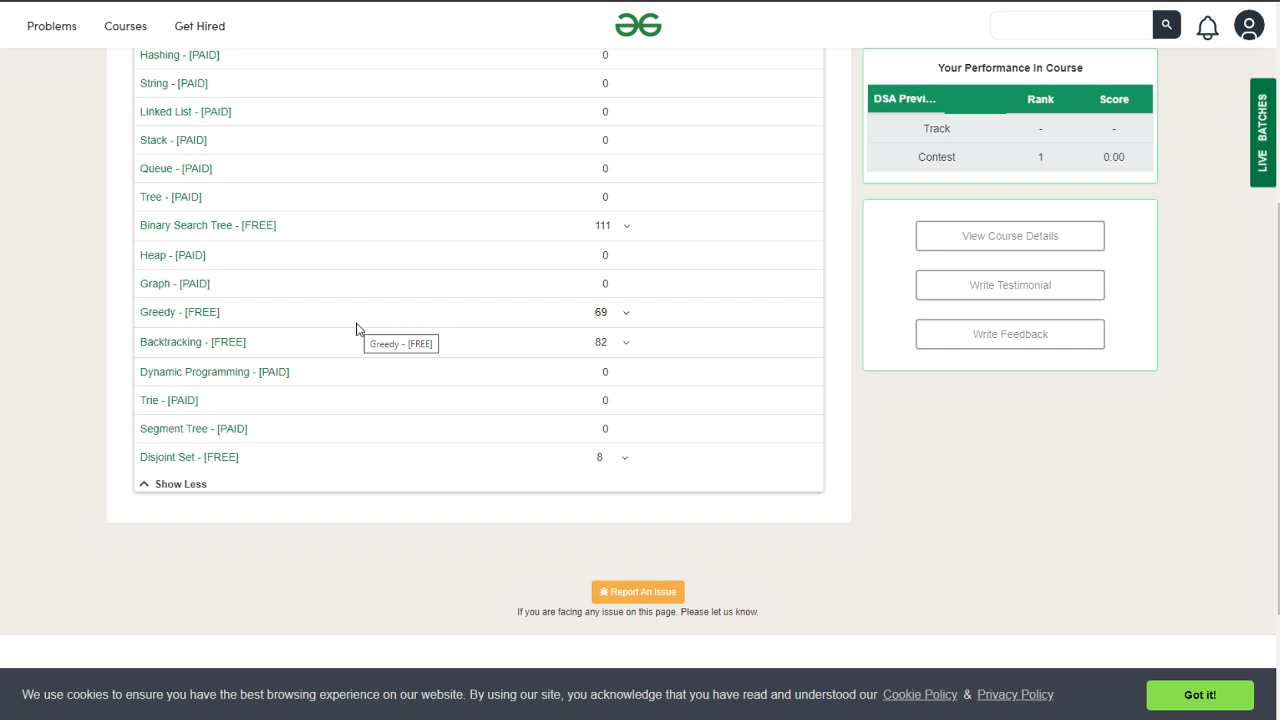 Problems Courses Get Hired
Hashing - [PAID] 0
String - [PAID] 0
Linked List - [PAID] 0
Stack - [PAID] 0
Queue - [PAID] 0
Tree - [PAID] 0
Binary Search Tree - [FREE] 111
Heap - [PAID] 0
Graph - [PAID] 0
Greedy - [FREE] 69
Greedy - [FREE]
Backtracking - [FREE] 82
Dynamic Programming - [PAID] 0
Trie - [PAID] 0
Segment Tree - [PAID] 0
Disjoint Set - [FREE] 8
Show Less
Your Performance In Course
DSA Previ... Rank Score
Track - -
Contest 1 0.00
View Course Details
Write Testimonial
Write Feedback
LIVE BATCHES
Report An Issue
If you are facing any issue on this page. Please let us know.
We use cookies to ensure you have the best browsing experience on our website. By using our site, you acknowledge that you have read and understood our Cookie Policy & Privacy Policy
Got it!